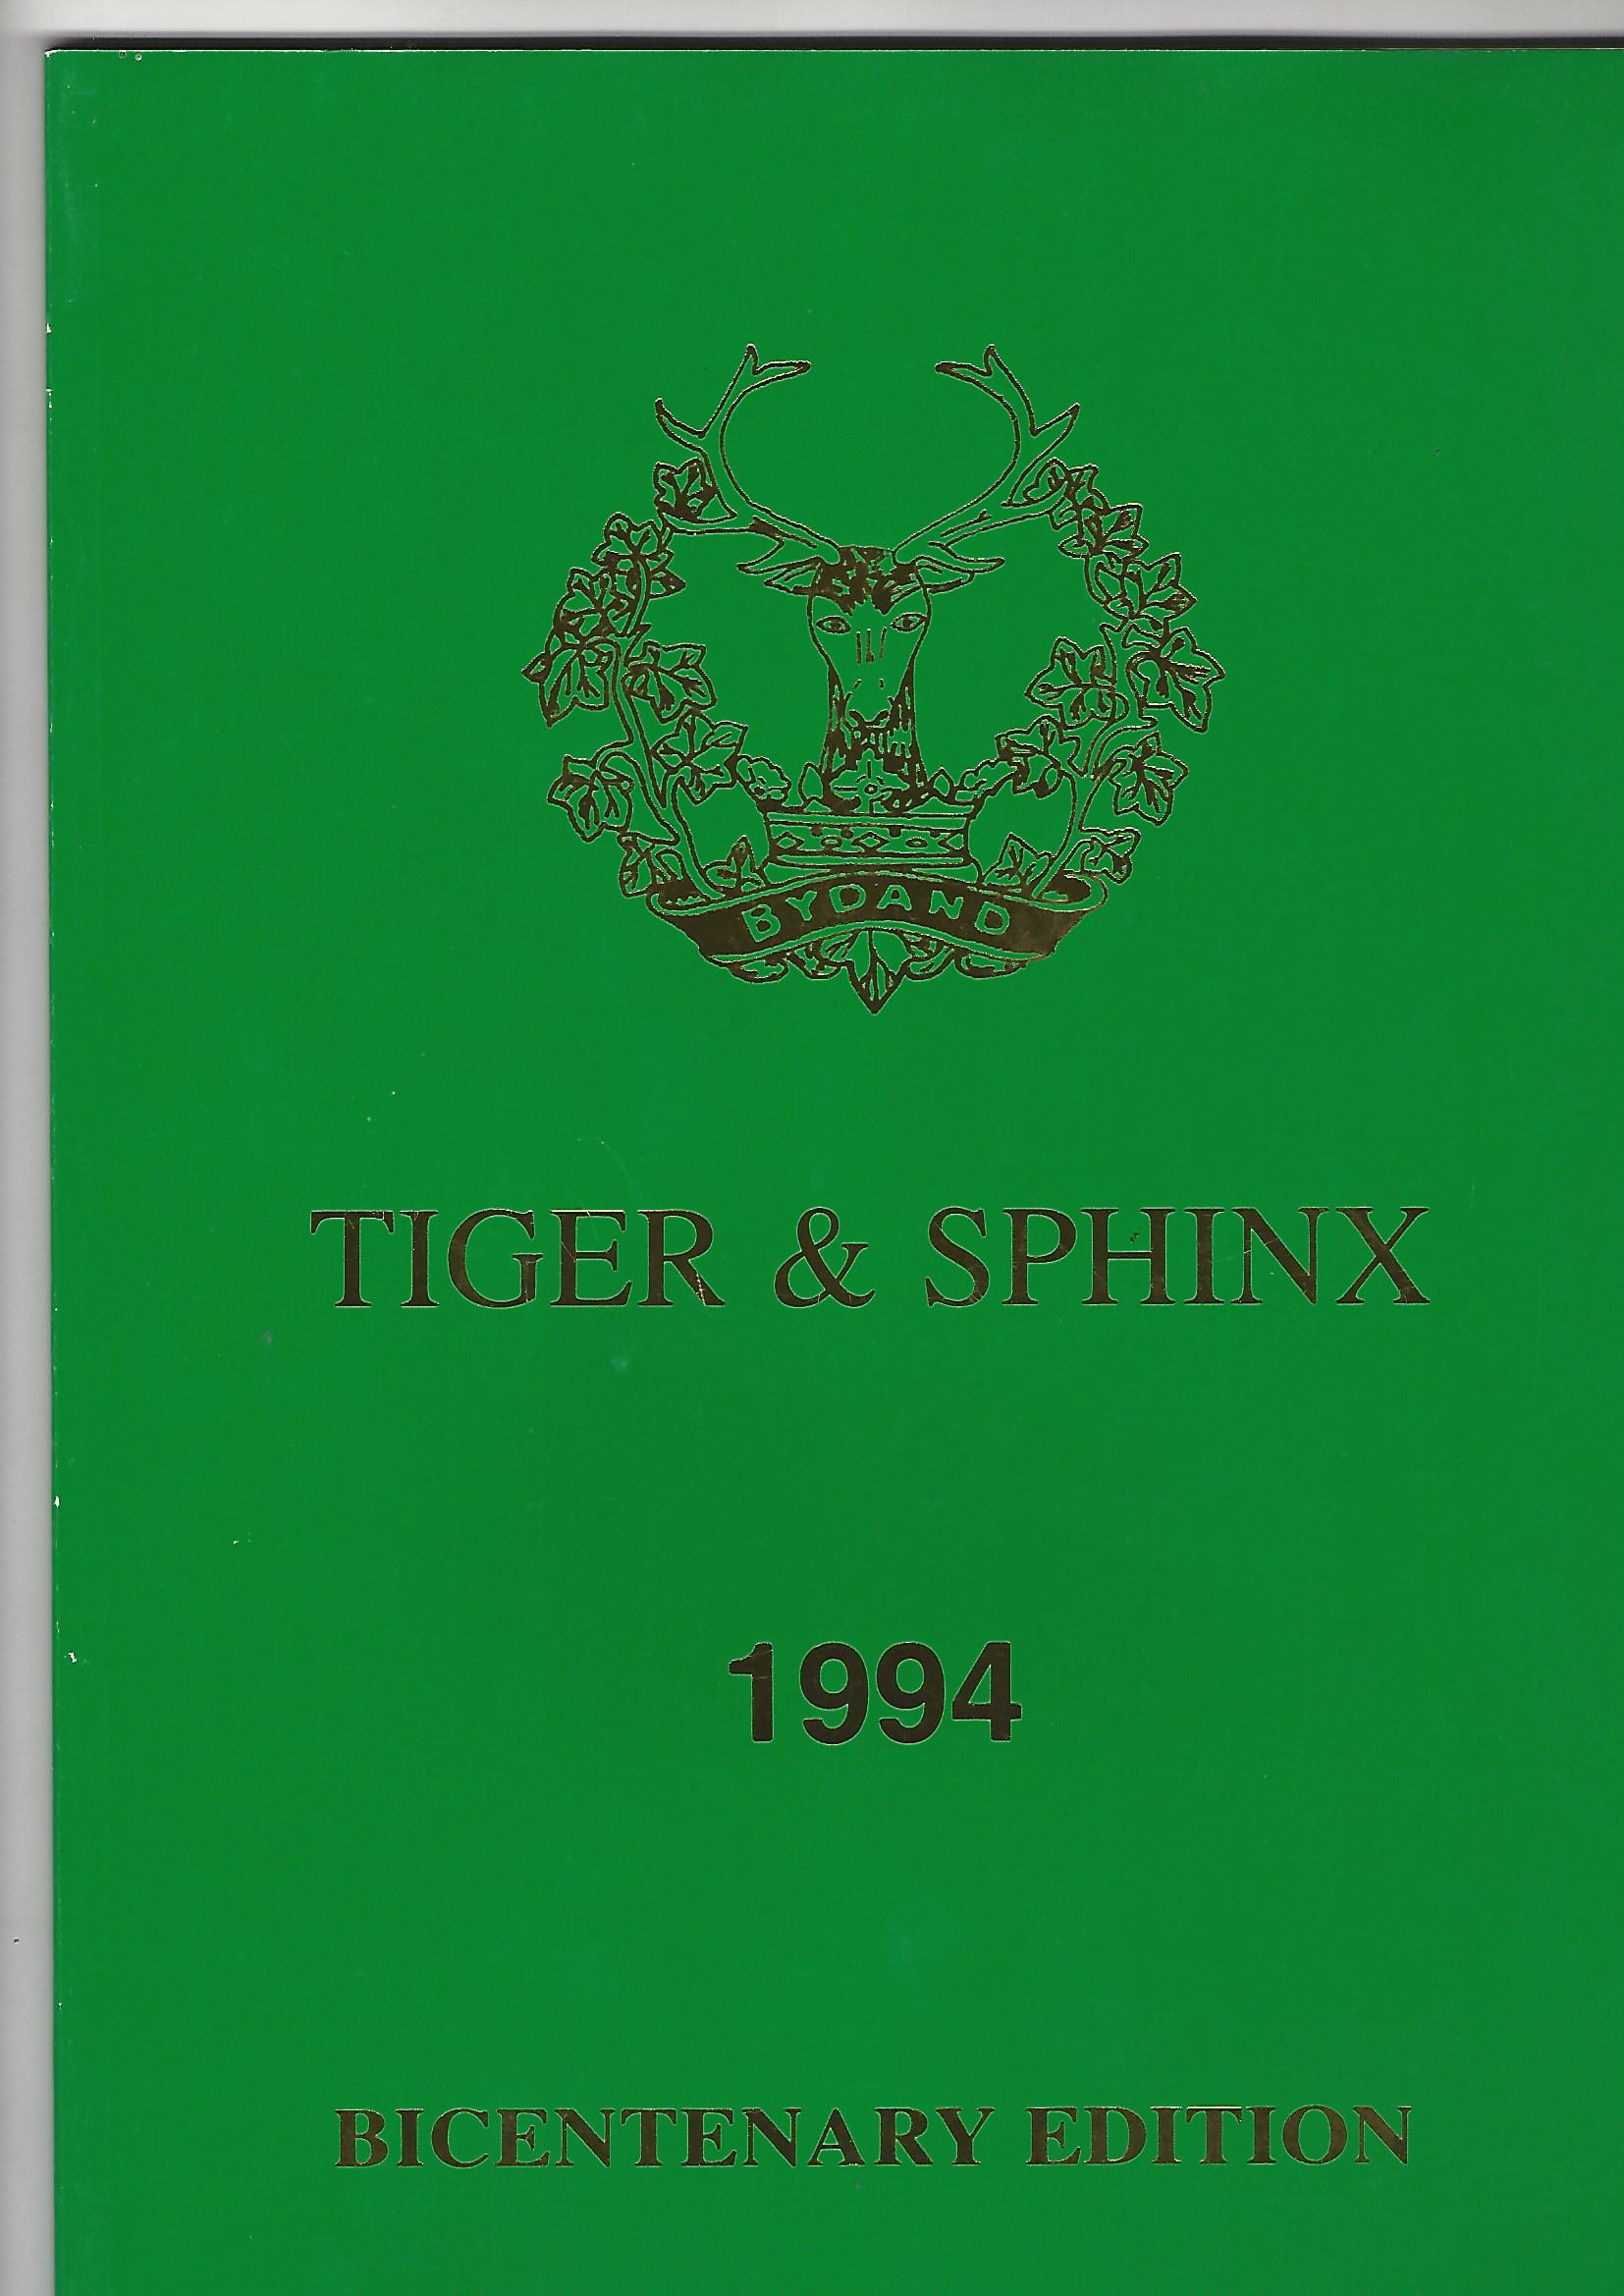 BYDAND
TIGER & SPHINX
1994
BICENTENARY EDITION